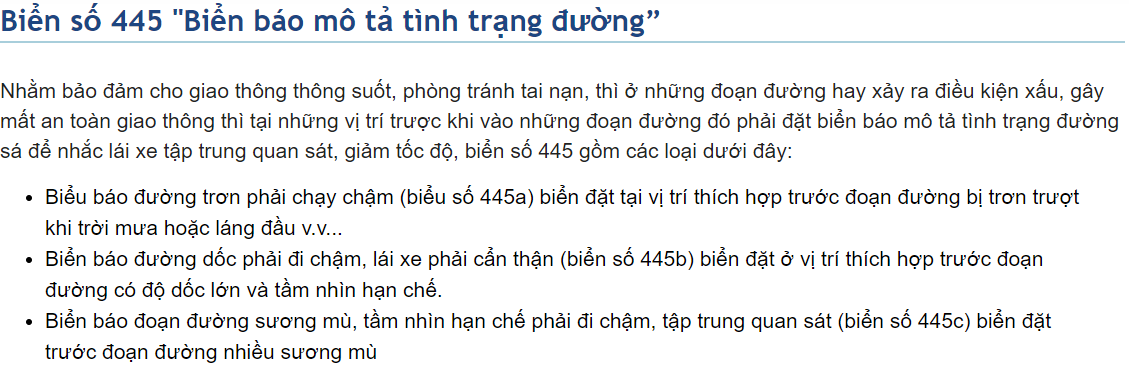 Biển số 445 "Biển báo mô tả tình trạng đường”
Nhằm bảo đảm cho giao thông thông suốt, phòng tránh tai nạn, thì ở những đoạn đường hay xảy ra điều kiện xấu, gây
mất an toàn giao thông thì tại những vị trí trược khi vào những đoạn đường đó phải đặt biển báo mô tả tình trạng đường
sá để nhắc lái xe tập trung quan sát, giảm tốc độ, biển số 445 gồm các loại dưới đây:
• Biểu báo đường trơn phải chạy chậm (biểu số 445a) biển đặt tại vị trí thích hợp trước đoạn đường bị trơn trượt
khi trời mưa hoặc láng đầu v.v...
• Biển báo đường dốc phải đi chậm, lái xe phải cẩn thận (biển số 445b) biển đặt ở vị trí thích hợp trước đoạn
đường có độ dốc lớn và tầm nhìn hạn chế.
• Biển báo đoạn đường sương mù, tầm nhìn hạn chế phải đi chậm, tập trung quan sát (biển số 445c) biển đặt
trước đoạn đường nhiều sương mù